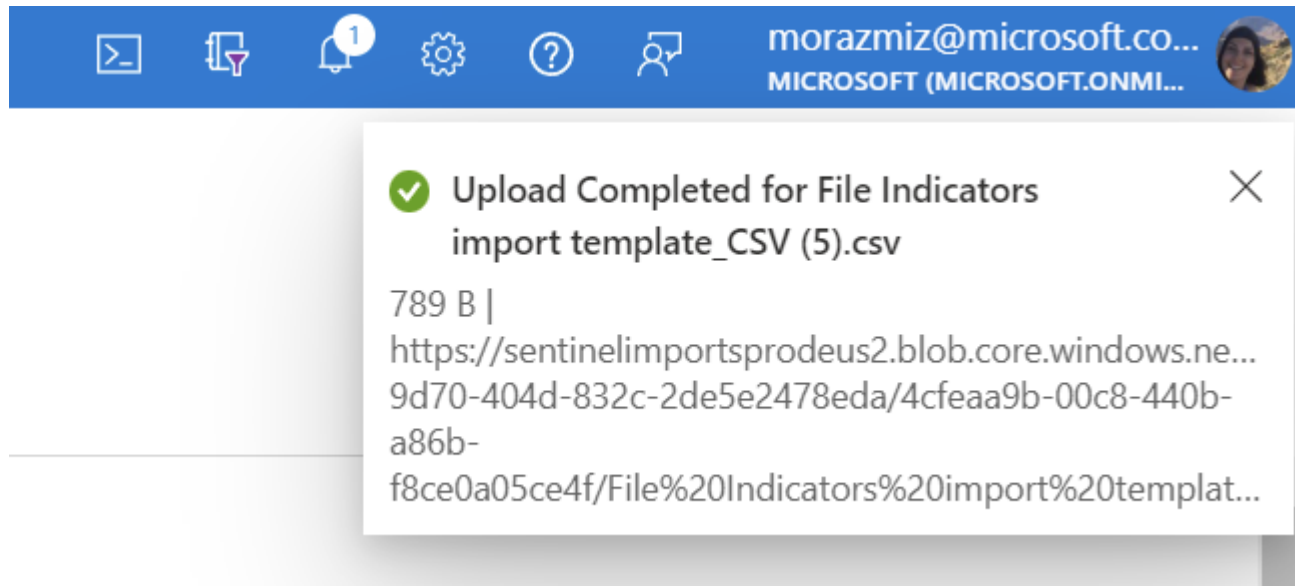 1
morazmiz@microsoft.co...
MICROSOFT (MICROSOFT.ONMI...
Upload Completed for File Indicators
import template_CSV (5).csv
789 B |
https://sentinelimportsprodeus2.blob.core.windows.ne...
9d70-404d-832c-2de5e2478eda/4cfeaa9b-00c8-440b-
a86b-
f8ce0a05ce4f/File%20Indicators%20import%20templat...